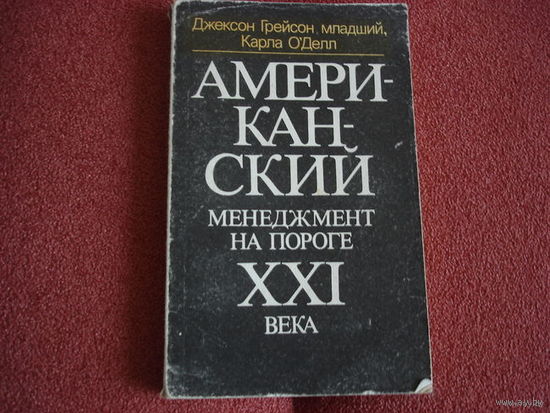 Джексон Грейсон, младший,
Карла О'Делл
АМЕРИ-
КАН-
СКИЙ
МЕНЕДЖМЕНТ
НА ПОРОГЕ
XXI
ВЕКА